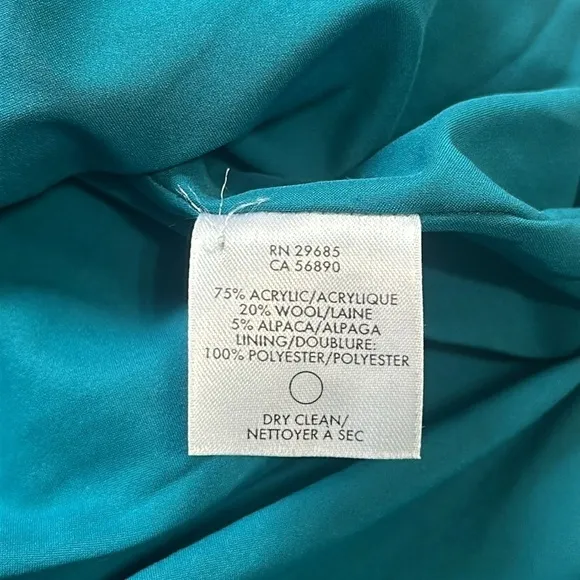 RN 29685
CA 56890
75% ACRYLIC/ACRYLIQUE
20% WOOL/LAINE
5% ALPACA/ALPAGA
LINING/DOUBLURE:
100% POLYESTER/POLYESTER
DRY CLEAN/
NETTOYER À SEC